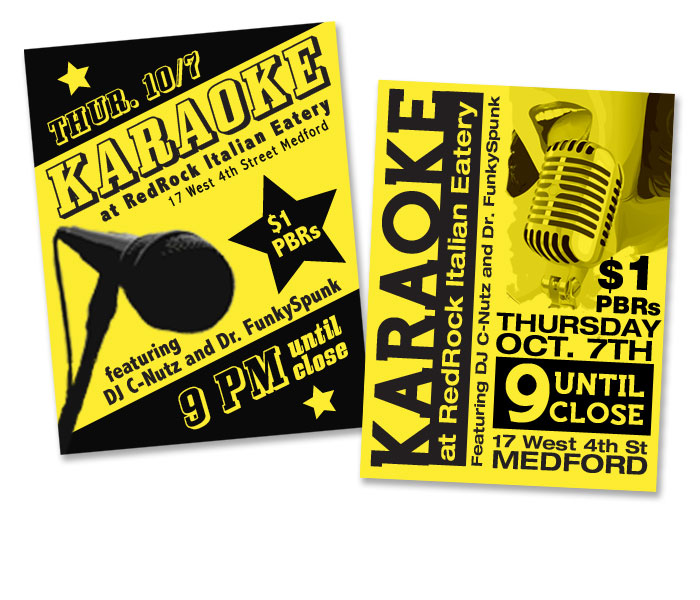 THUR. 10/7
KARAOKE
at RedRock Italian Eatery
17 West 4th Street Medford
$1
PBRs
featuring
DJ C-Nutz and Dr. FunkySpunk
9 PM until
close
KARAOKE
at RedRock Italian Eatery
Featuring DJ C-Nutz and Dr. FunkySpunk
$1
PBRs
THURSDAY
OCT. 7TH
9 UNTIL
CLOSE
17 West 4th St
MEDFORD